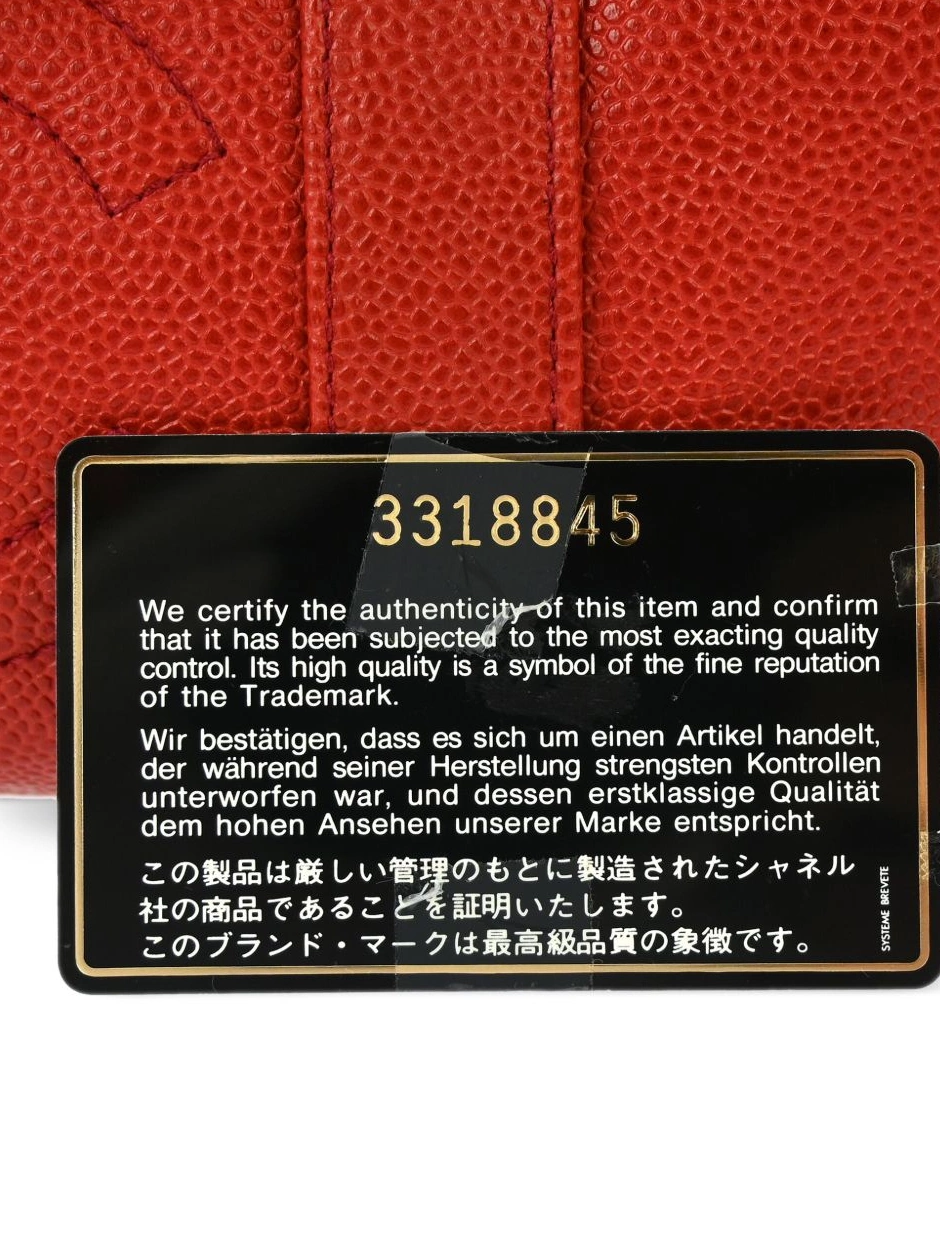 3318845
We certify the authenticity of this item and confirm
that it has been subjected to the most exacting quality
control. Its high quality is a symbol of the fine reputation
of the Trademark.
Wir bestätigen, dass es sich um einen Artikel handelt,
der während seiner Herstellung strengsten Kontrollen
unterworfen war, und dessen erstklassige Qualität
dem hohen Ansehen unserer Marke entspricht.
この製品は厳しい管理のもとに製造されたシャネル
社の商品であることを証明いたします。
このブランド・マークは最高級品質の象徴です。
SYSTEME BREVETE